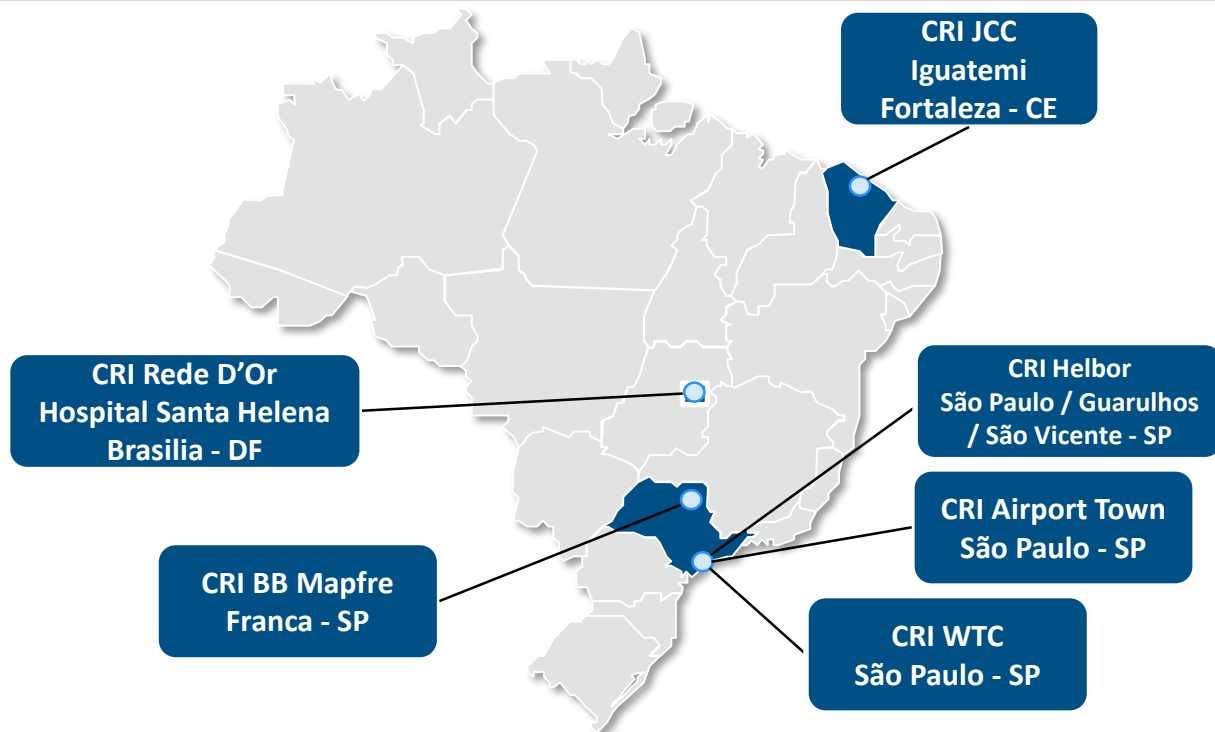 CRI JCC
Iguatemi
Fortaleza - CE
CRI Rede D’Or
Hospital Santa Helena
Brasilia - DF
CRI Helbor
São Paulo / Guarulhos
/ São Vicente - SP
CRI Airport Town
São Paulo - SP
CRI BB Mapfre
Franca - SP
CRI WTC
São Paulo - SP